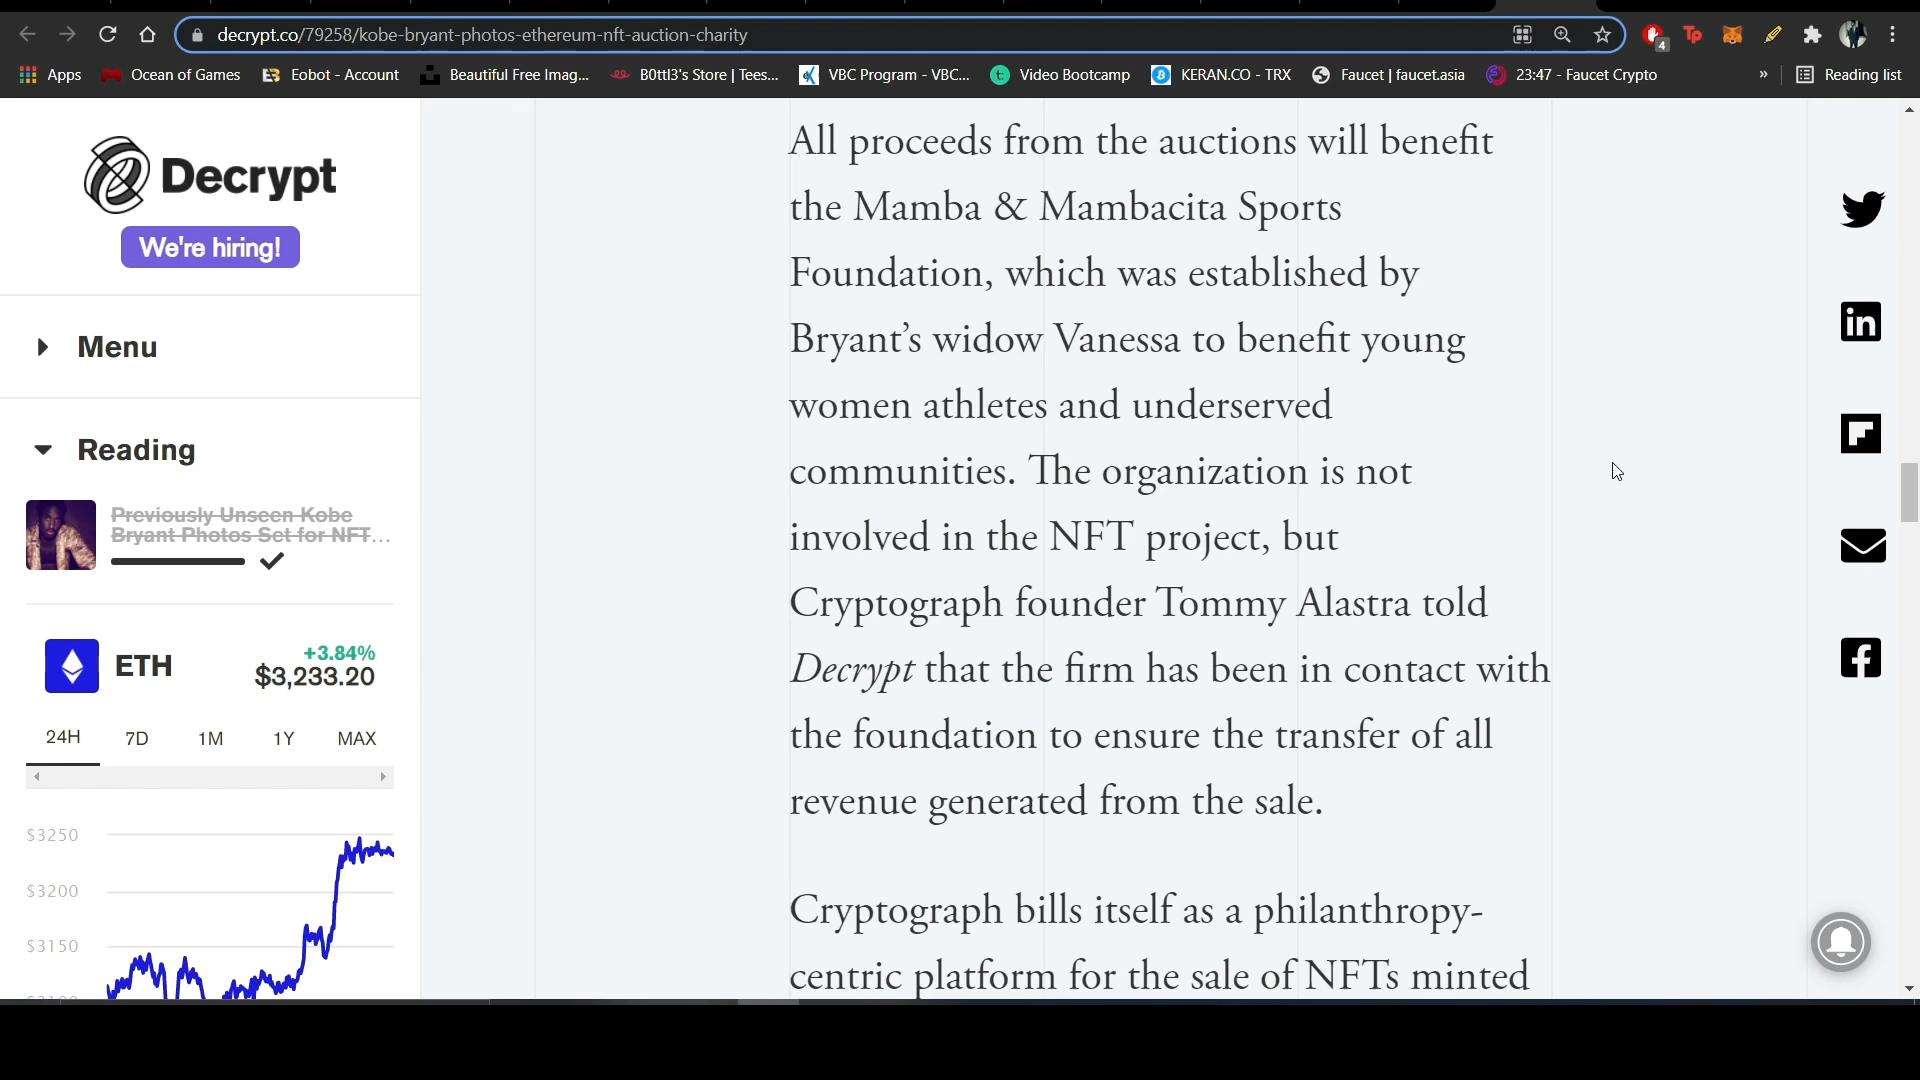 decrypt.co/79258/kobe-bryant-photos-ethereum-nft-auction-charity
4
Tp
Apps
Ocean of Games
Eobot - Account
Beautiful Free Imag...
B0ttl3's Store | Tees...
VBC Program - VBC...
Video Bootcamp
KERAN.CO - TRX
Faucet | faucet.asia
23:47 - Faucet Crypto
»
Reading list
Decrypt
We're hiring!
Menu
Reading
Previously Unseen Kobe
Bryant Photos Set for NFT...
ETH
+3.84%
$3,233.20
24H
7D
1M
1Y
MAX
$3250
$3200
$3150
All proceeds from the auctions will benefit
the Mamba & Mambacita Sports
Foundation, which was established by
Bryant’s widow Vanessa to benefit young
women athletes and underserved
communities. The organization is not
involved in the NFT project, but
Cryptograph founder Tommy Alastra told
Decrypt that the firm has been in contact with
the foundation to ensure the transfer of all
revenue generated from the sale.
Cryptograph bills itself as a philanthropy-
centric platform for the sale of NFTs minted